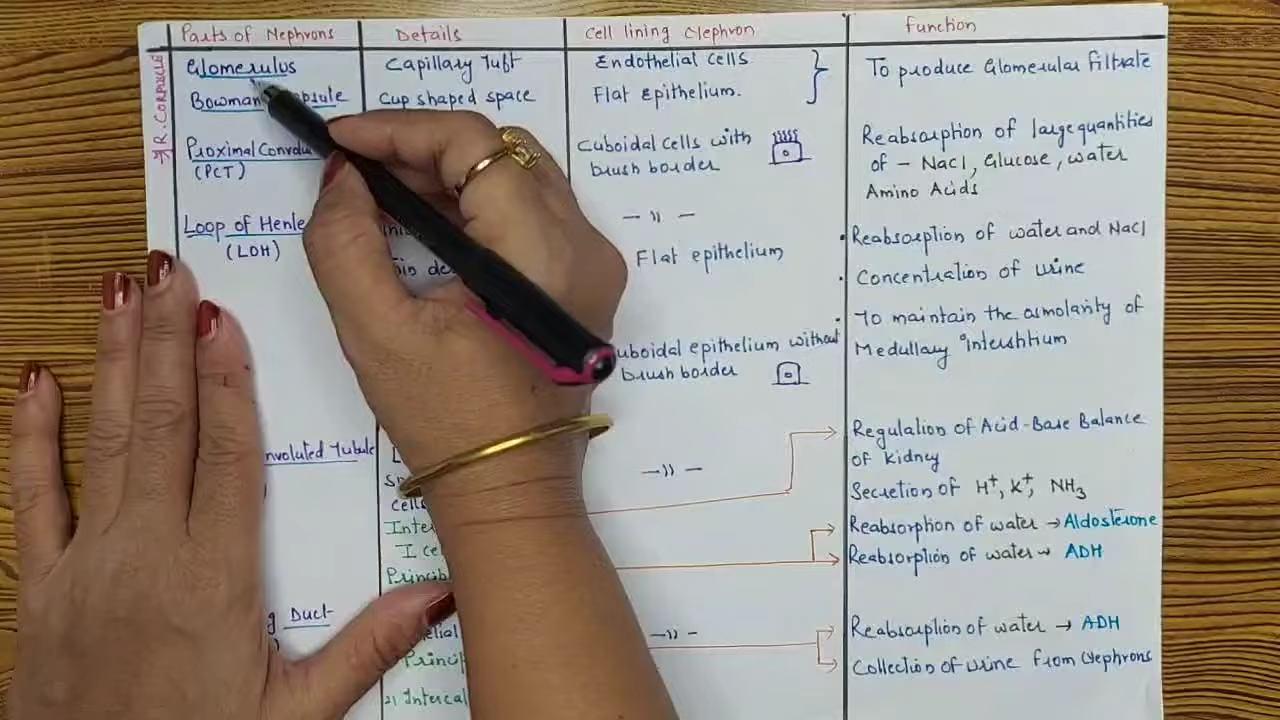 Parts of Nephrons Details Cell lining Nephron Function
R. Corpuscle
Glomerulus Capillary Tuft Endothelial Cells To produce Glomerular Filtrate
Bowman Cup shaped space Flat Epithelium.
Proximal Cuboidal Cells with Reabsorption of large quantities
(PCT) brush border of - Nacl, Glucose, water
Amino Acids
Loop of Henle -〃- Reabsorption of water and Nacl
(LOH) Flat epithelium
Concentration of urine
To maintain the osmolarity of
epithelium without Medullary Interstitium
brush border
Tubule -〃- Regulation of Acid-Base Balance
of Kidney
Secretion of H⁺, K⁺, NH₃
Reabsorption of water → Aldosterone
I
Reabsorption of water → ADH
Duct
-〃- Reabsorption of water → ADH
Collection of urine from Nephrons
2)